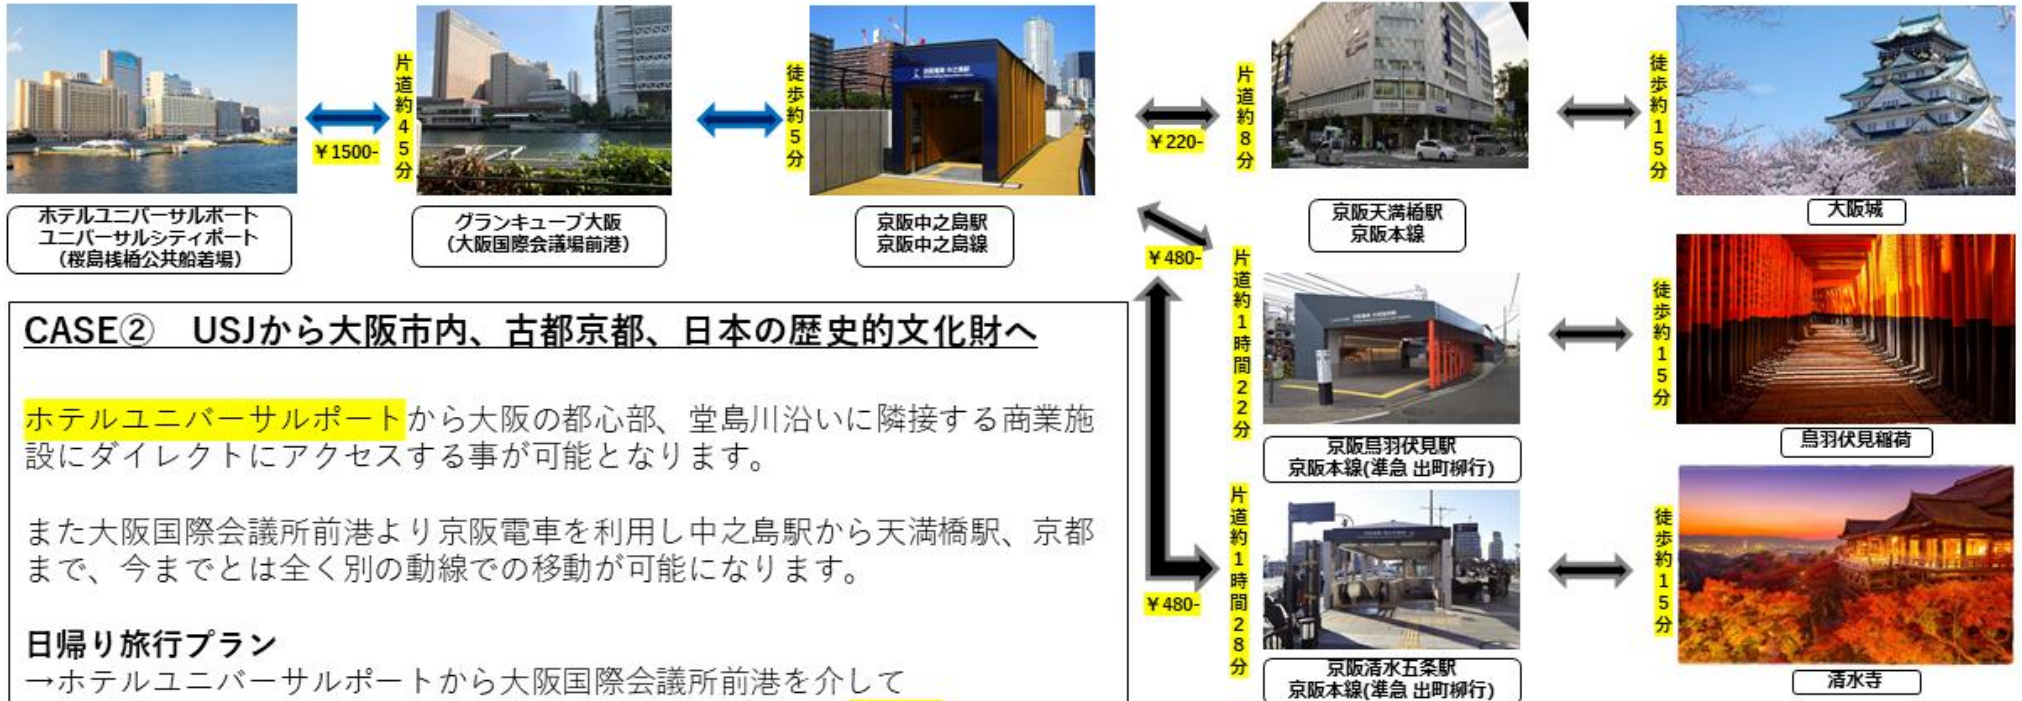 片道約45分
徒歩約5分
片道約8分
徒歩約15分
¥1500-
¥220-
ホテルユニバーサルポート
ユニバーサルシティポート
(桜島桟橋公共船着場)
グランキューブ大阪
(大阪国際会議場前港)
京阪中之島駅
京阪中之島線
京阪天満橋駅
京阪本線
大阪城
¥480-
片道約1時間22分
徒歩約15分
京阪鳥羽伏見駅
京阪本線(準急 出町柳行)
鳥羽伏見稲荷
¥480-
片道約1時間28分
徒歩約15分
京阪清水五条駅
京阪本線(準急 出町柳行)
清水寺
CASE② USJから大阪市内、古都京都、日本の歴史的文化財へ
ホテルユニバーサルポートから大阪の都心部、堂島川沿いに隣接する商業施
設にダイレクトにアクセスする事が可能となります。
また大阪国際会議所前港より京阪電車を利用し中之島駅から天満橋駅、京都
まで、今までとは全く別の動線での移動が可能になります。
日帰り旅行プラン
→ホテルユニバーサルポートから大阪国際会議所前港を介して